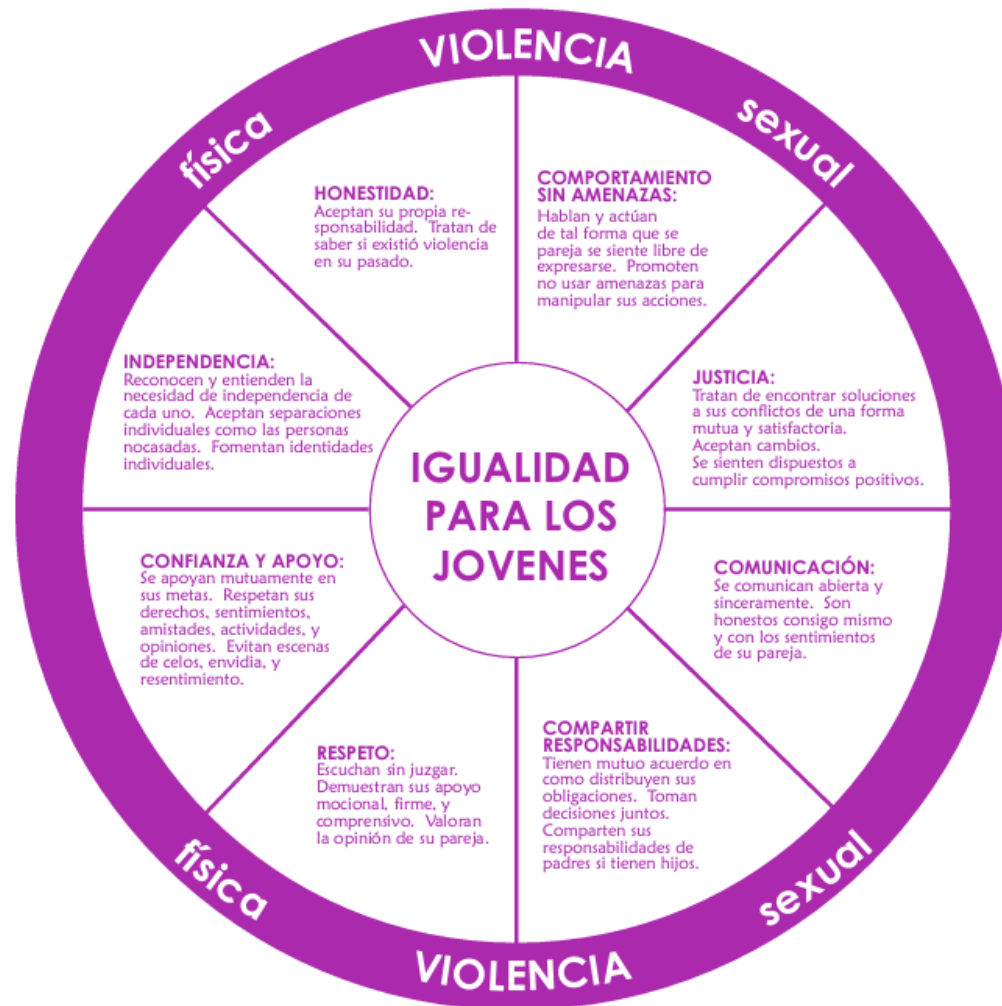 VIOLENCIA
física
sexual
HONESTIDAD:
Aceptan su propia re-
sponsabilidad. Tratan de
saber si existió violencia
en su pasado.
COMPORTAMIENTO
SIN AMENAZAS:
Hablan y actúan
de tal forma que se
pareja se siente libre de
expresarse. Promoten
no usar amenazas para
manipular sus acciones.
INDEPENDENCIA:
Reconocen y entienden la
necesidad de independencia de
cada uno. Aceptan separaciones
individuales como las personas
nocasadas. Fomentan identidades
individuales.
JUSTICIA:
Tratan de encontrar soluciones
a sus conflictos de una forma
mutua y satisfactoria.
Aceptan cambios.
Se sienten dispuestos a
cumplir compromisos positivos.
IGUALIDAD
PARA LOS
JOVENES
CONFIANZA Y APOYO:
Se apoyan mutuamente en
sus metas. Respetan sus
derechos, sentimientos,
amistades, actividades, y
opiniones. Evitan escenas
de celos, envidia, y
resentimiento.
COMUNICACIÓN:
Se comunican abierta y
sinceramente. Son
honestos consigo mismo
y con los sentimientos
de su pareja.
RESPETO:
Escuchan sin juzgar.
Demuestran sus apoyo
mocional, firme, y
comprensivo. Valoran
la opinión de su pareja.
COMPARTIR
RESPONSABILIDADES:
Tienen mutuo acuerdo en
como distribuyen sus
obligaciones. Toman
decisiones juntos.
Comparten sus
responsabilidades de
padres si tienen hijos.
física
sexual
VIOLENCIA